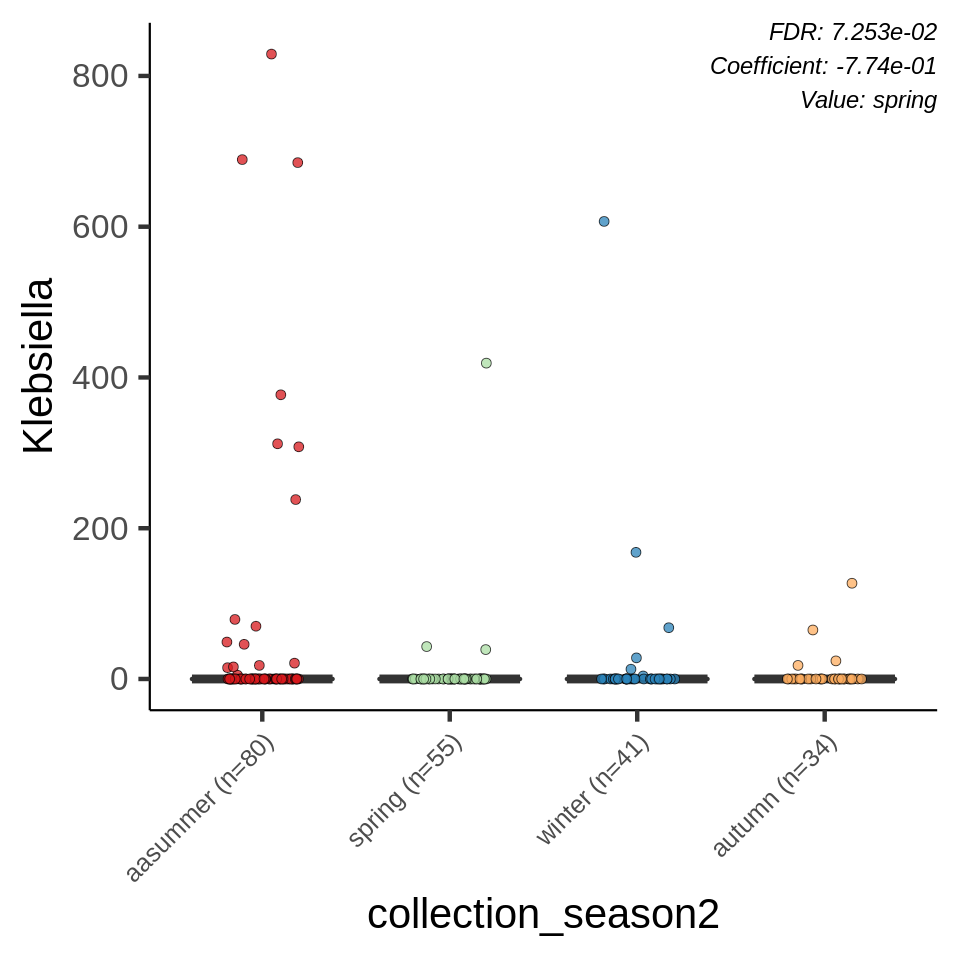 FDR: 7.253e-02
Coefficient: -7.74e-01
Value: spring
Klebsiella
800
600
400
200
0
aasummer (n=80)
spring (n=55)
winter (n=41)
autumn (n=34)
collection_season2